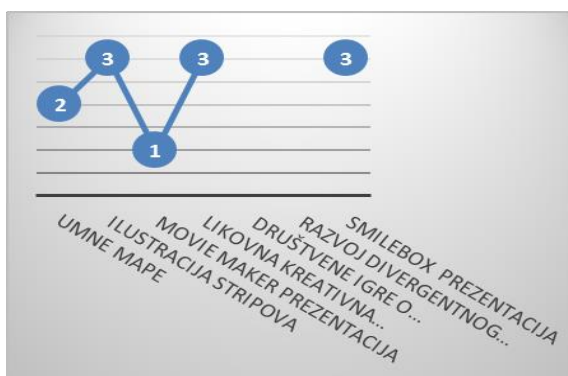 2
3
1
3
3
UMNE MAPE
ILUSTRACIJA STRIPOVA
MOVIE MAKER PREZENTACIJA
LIKOVNA KREATIVNA...
DRUŠTVENE IGRE O...
RAZVOJ DIVERGENTNOG...
SMILEBOX PREZENTACIJA